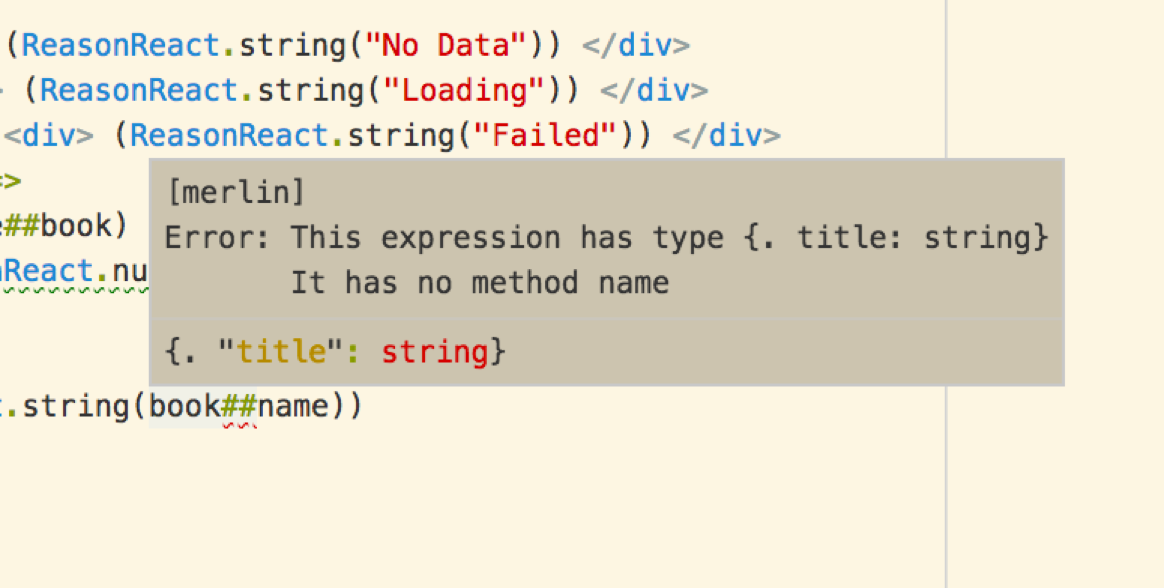 (ReasonReact.string("No Data")) </div>
(ReasonReact.string("Loading")) </div>
<div> (ReasonReact.string("Failed")) </div>
=>
##book)
React.nu
[merlin]
Error: This expression has type {. title: string}
It has no method name
{. "title": string}
.string(book##name))